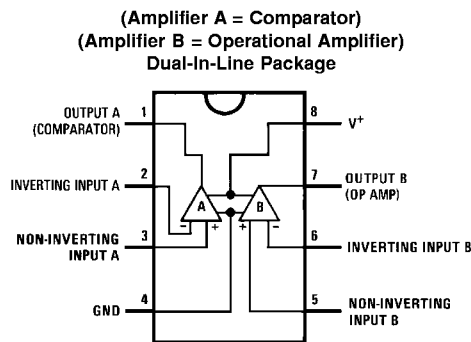 (Amplifier A = Comparator)
(Amplifier B = Operational Amplifier)
Dual-In-Line Package
OUTPUT A
(COMPARATOR)
1
8
V+
INVERTING INPUT A
2
7
OUTPUT B
(OP AMP)
A
B
- +
+ -
NON-INVERTING
INPUT A
3
6
INVERTING INPUT B
GND
4
5
NON-INVERTING
INPUT B